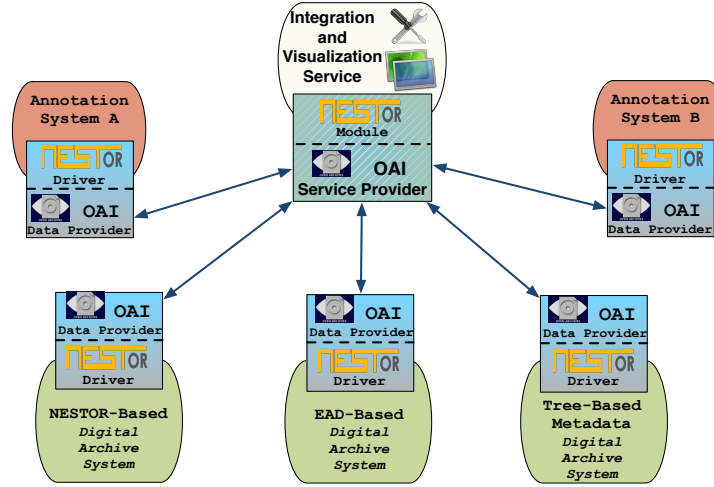 Integration
and
Visualization
Service
NESTOR
Module
OAI
Service Provider
Annotation
System A
NESTOR
Driver
OAI
Data Provider
Annotation
System B
NESTOR
Driver
OAI
Data Provider
OAI
Data Provider
NESTOR
Driver
NESTOR-Based
Digital
Archive
System
OAI
Data Provider
NESTOR
Driver
EAD-Based
Digital
Archive
System
OAI
Data Provider
NESTOR
Driver
Tree-Based
Metadata
Digital
Archive
System